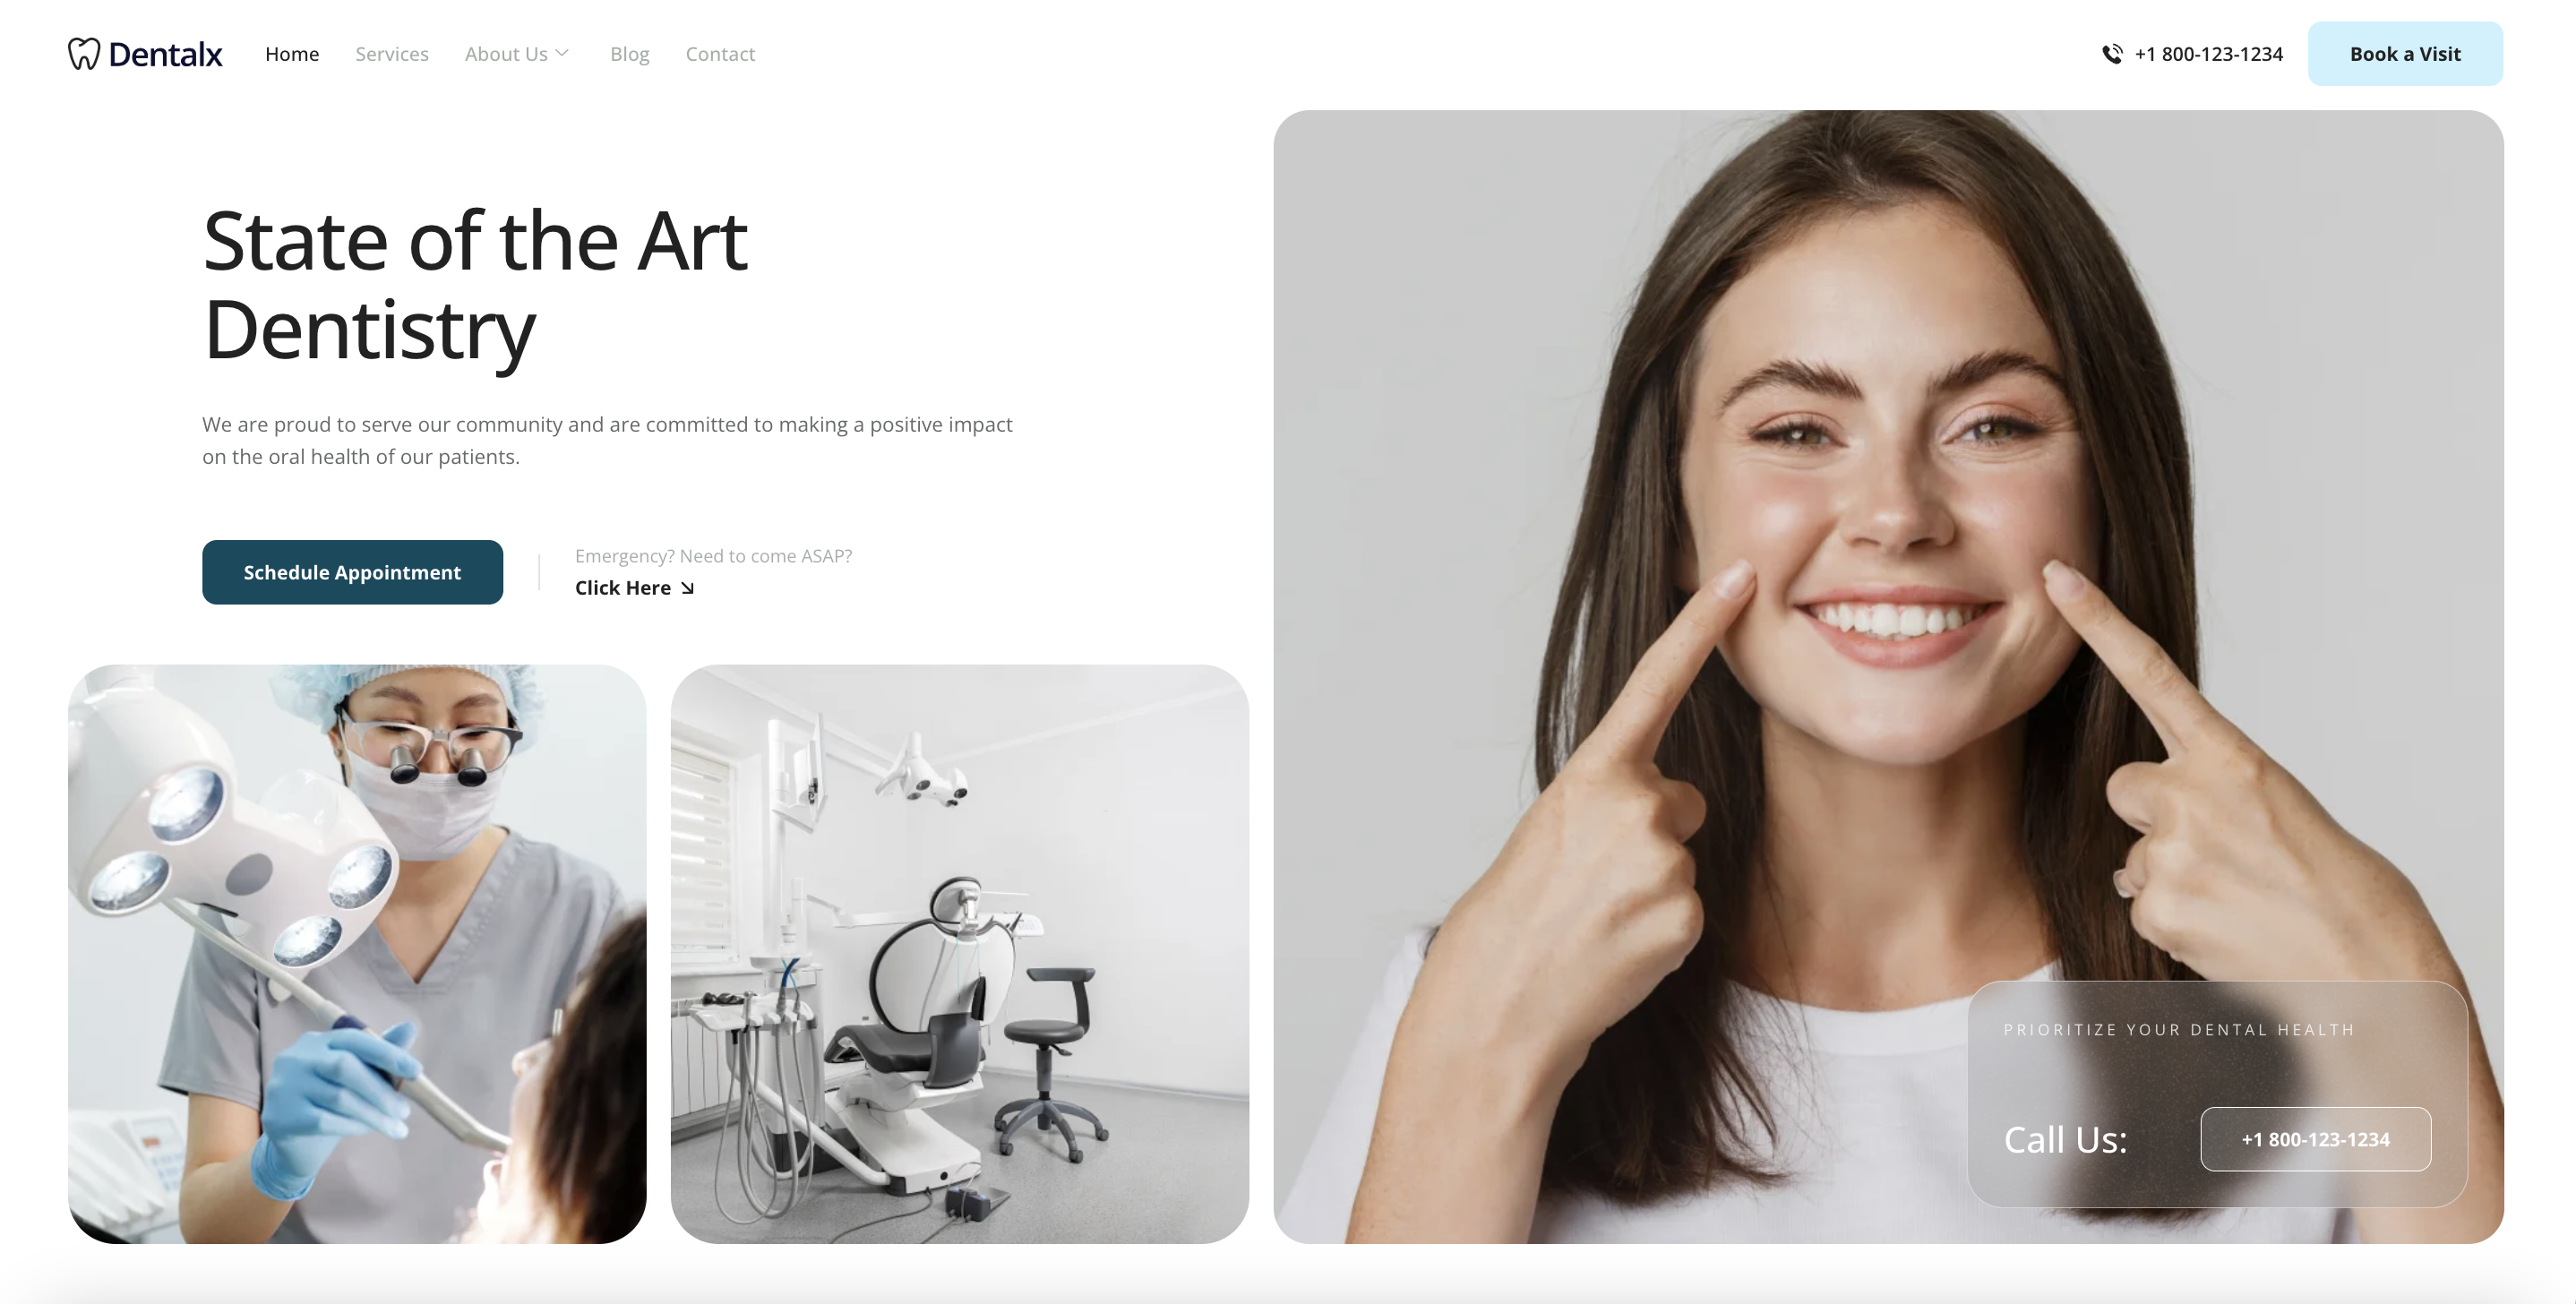 Dentalx
Home
Services
About Us
Blog
Contact
+1 800-123-1234
Book a Visit
State of the Art
Dentistry
We are proud to serve our community and are committed to making a positive impact
on the oral health of our patients.
Schedule Appointment
Emergency? Need to come ASAP?
Click Here
PRIORITIZE YOUR DENTAL HEALTH
Call Us:
+1 800-123-1234